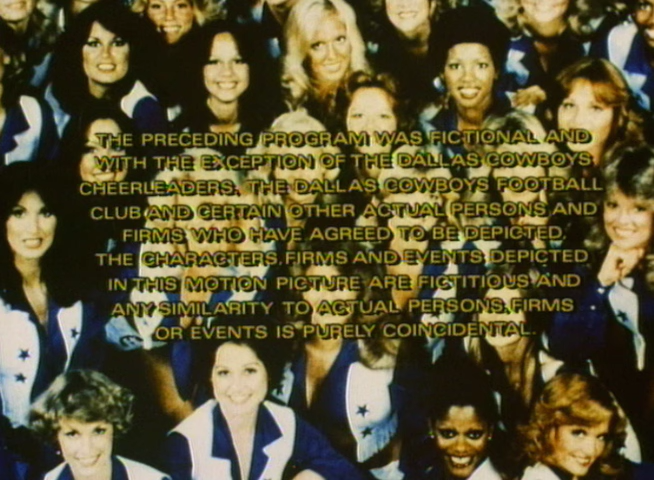 THE PRECEDING PROGRAM WAS FICTIONAL AND
WITH THE EXCEPTION OF THE DALLAS COWBOYS
CHEERLEADERS, THE DALLAS COWBOYS FOOTBALL
CLUB AND CERTAIN OTHER ACTUAL PERSONS AND
FIRMS WHO HAVE AGREED TO BE DEPICTED,
THE CHARACTERS, FIRMS AND EVENTS DEPICTED
IN THIS MOTION PICTURE ARE FICTITIOUS AND
ANY SIMILARITY TO ACTUAL PERSONS, FIRMS
OR EVENTS IS PURELY COINCIDENTAL.